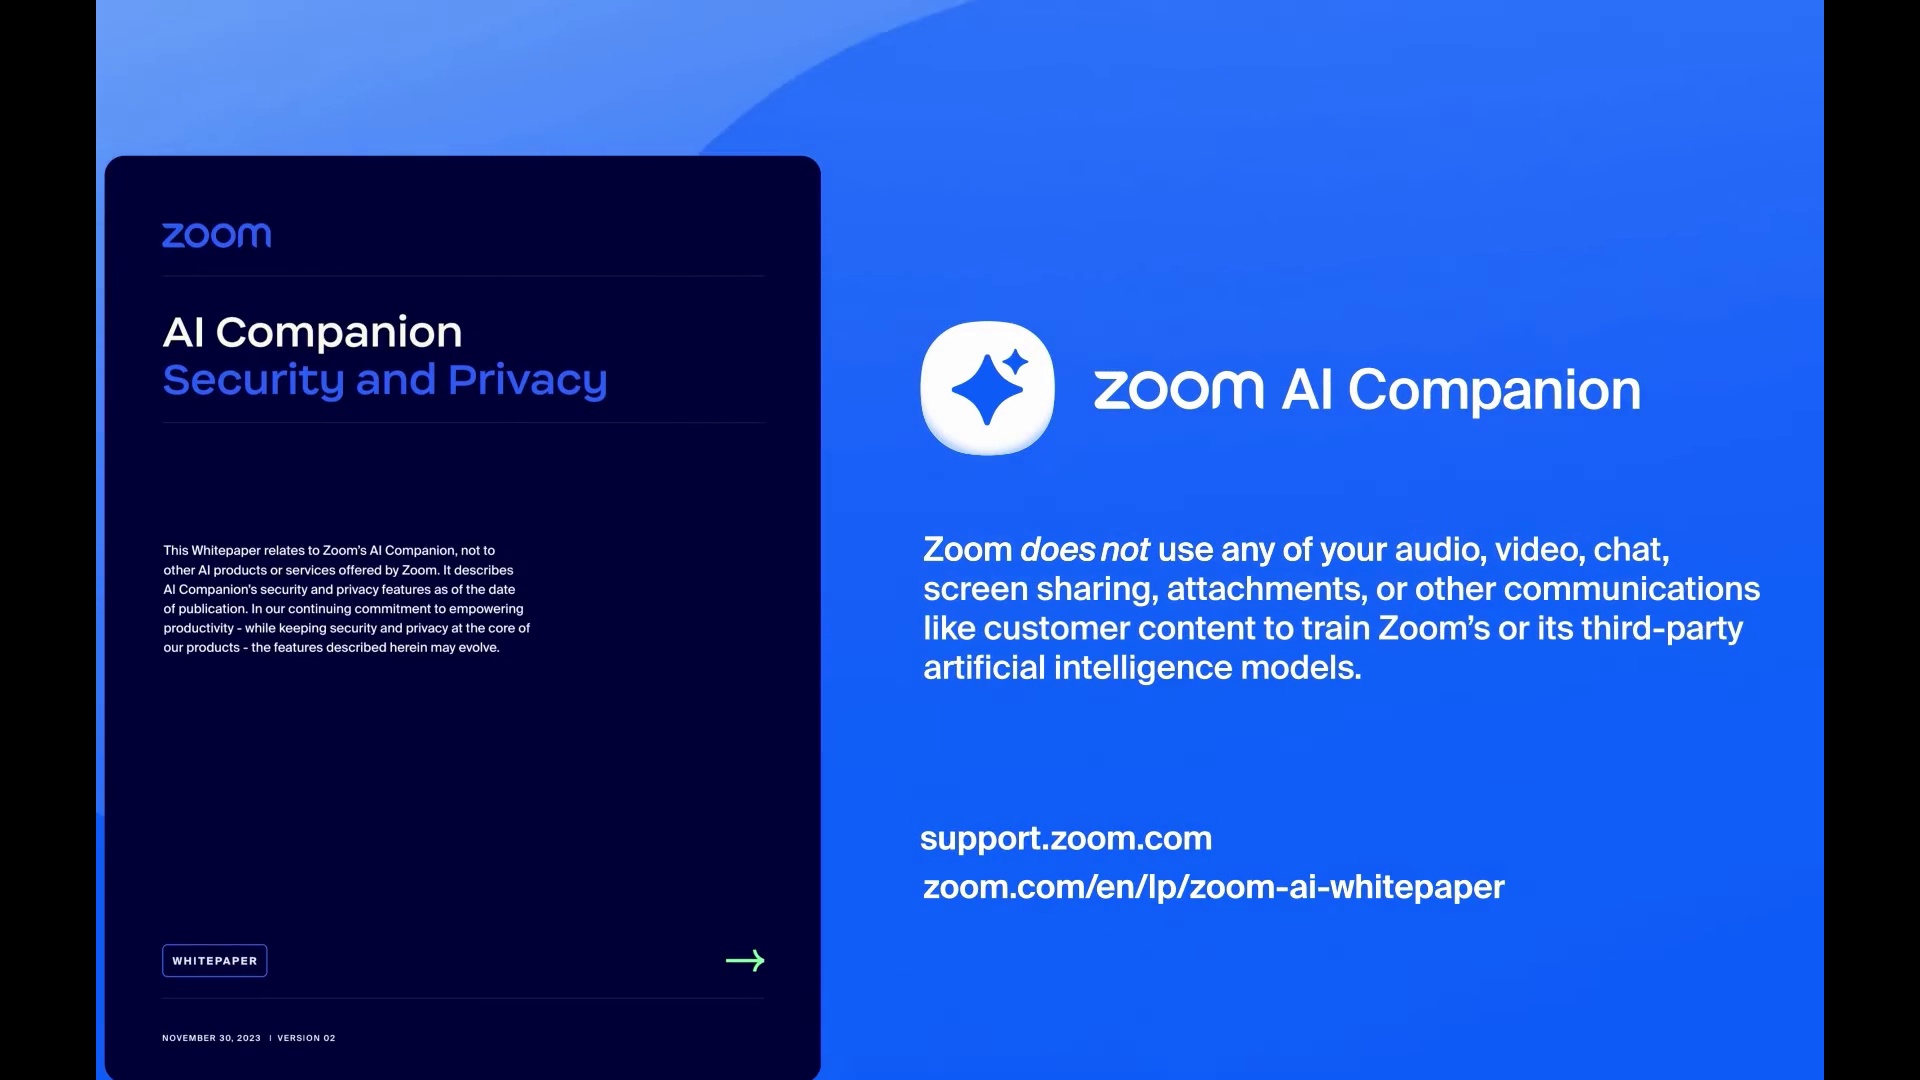 zoom
AI Companion
Security and Privacy
This Whitepaper relates to Zoom's AI Companion, not to
other AI products or services offered by Zoom. It describes
AI Companion's security and privacy features as of the date
of publication. In our continuing commitment to empowering
productivity - while keeping security and privacy at the core of
our products - the features described herein may evolve.
WHITEPAPER
NOVEMBER 30, 2023 | VERSION 02
zoom AI Companion
Zoom does not use any of your audio, video, chat,
screen sharing, attachments, or other communications
like customer content to train Zoom's or its third-party
artificial intelligence models.
support.zoom.com
zoom.com/en/lp/zoom-ai-whitepaper